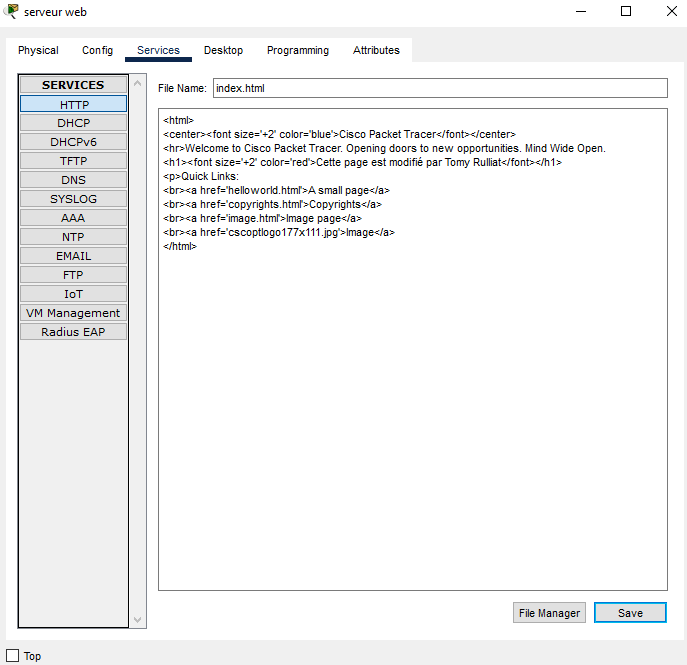 serveur web
Physical Config Services Desktop Programming Attributes
SERVICES
HTTP
DHCP
DHCPv6
TFTP
DNS
SYSLOG
AAA
NTP
EMAIL
FTP
IoT
VM Management
Radius EAP
File Name: index.html
<html>
<center><font size='+2' color='blue'>Cisco Packet Tracer</font></center>
<hr>Welcome to Cisco Packet Tracer. Opening doors to new opportunities. Mind Wide Open.
<h1><font size='+2' color='red'>Cette page est modifié par Tomy Rulliat</font></h1>
<p>Quick Links:
<br><a href='helloworld.html'>A small page</a>
<br><a href='copyrights.html'>Copyrights</a>
<br><a href='image.html'>Image page</a>
<br><a href='cscoptlogo177x111.jpg'>Image</a>
</html>
File Manager Save
Top